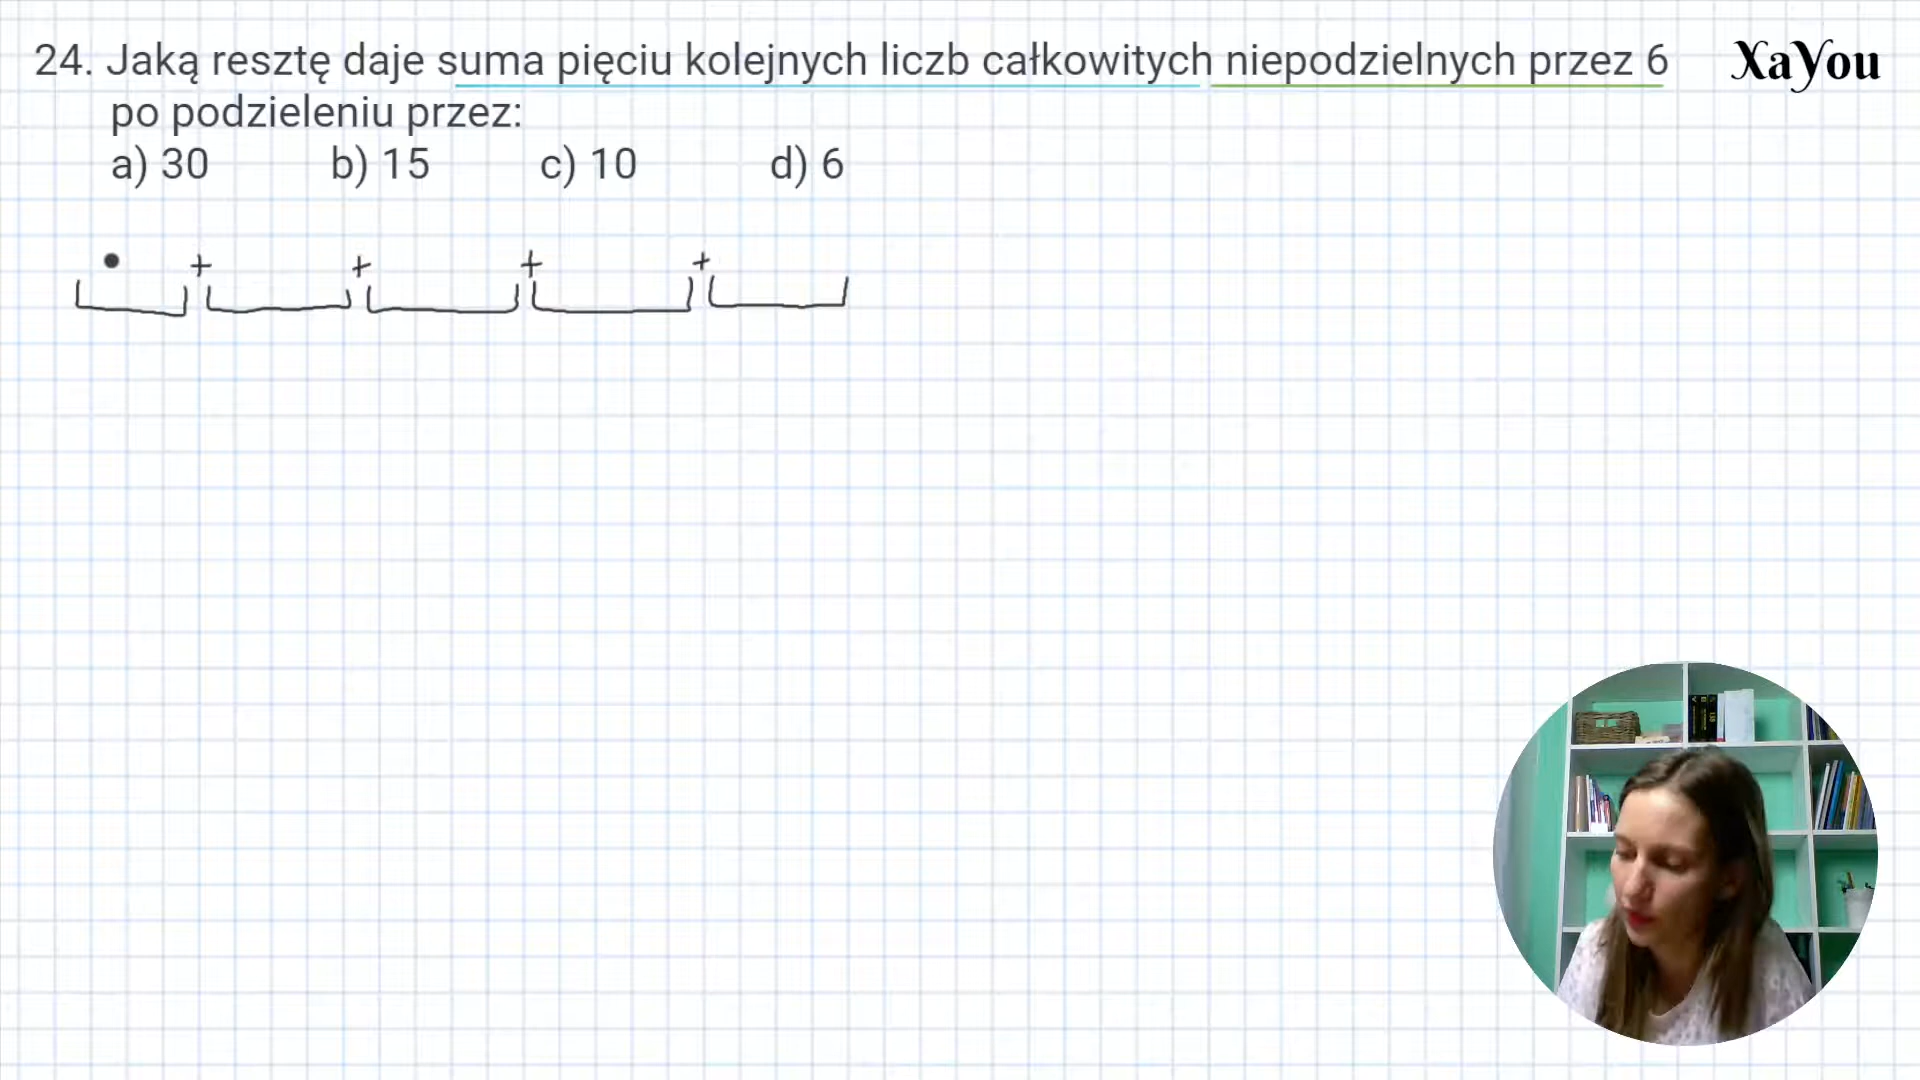 24. Jaką resztę daje suma pięciu kolejnych liczb całkowitych niepodzielnych przez 6
XaYou
po podzieleniu przez:
a) 30 b) 15 c) 10 d) 6
+ + + +